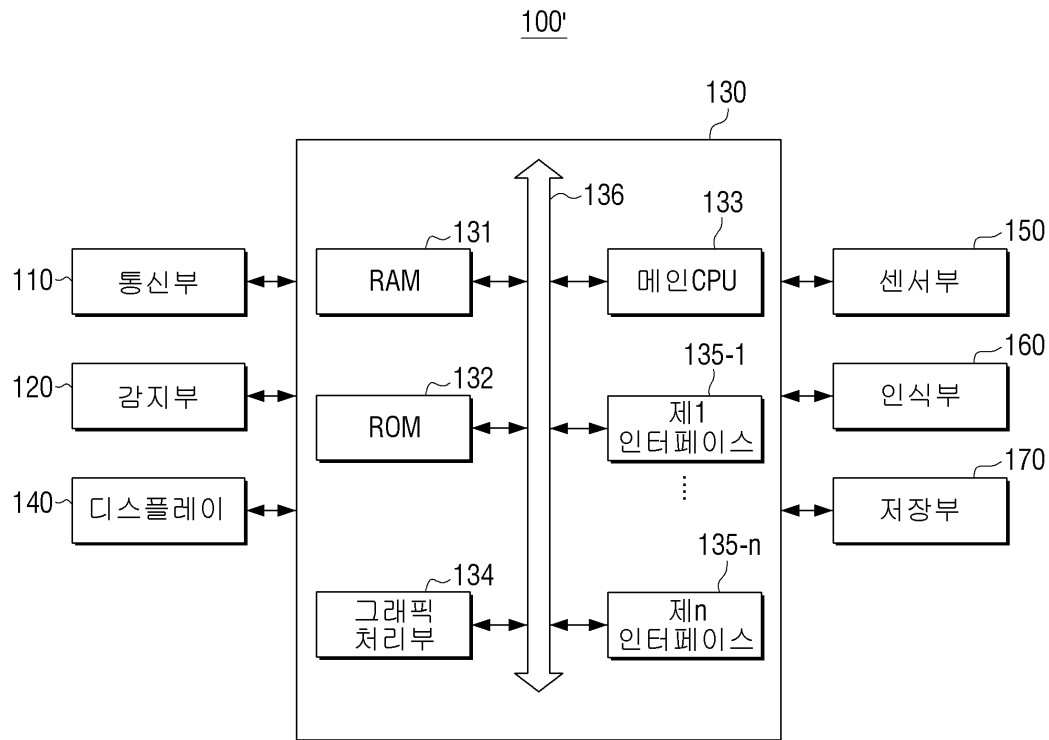 100'
130
136
131
133
150
110
통신부
RAM
메인CPU
센서부
120
감지부
132
ROM
135-1
제1
인터페이스
160
인식부
140
디스플레이
170
저장부
134
그래픽
처리부
135-n
제n
인터페이스